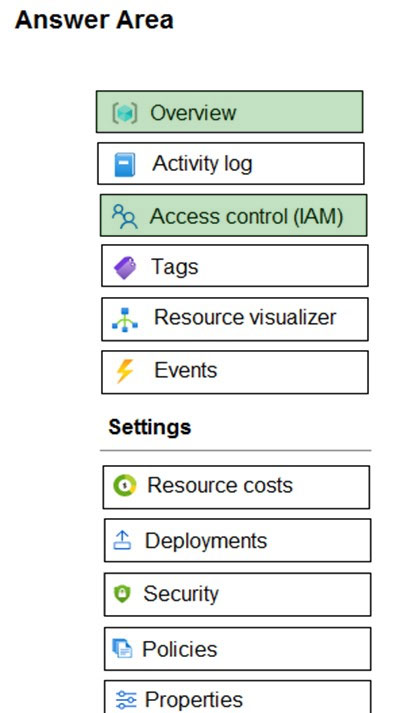 Answer Area
Overview
Activity log
Access control (IAM)
Tags
Resource visualizer
Events
Settings
Resource costs
Deployments
Security
Policies
Properties